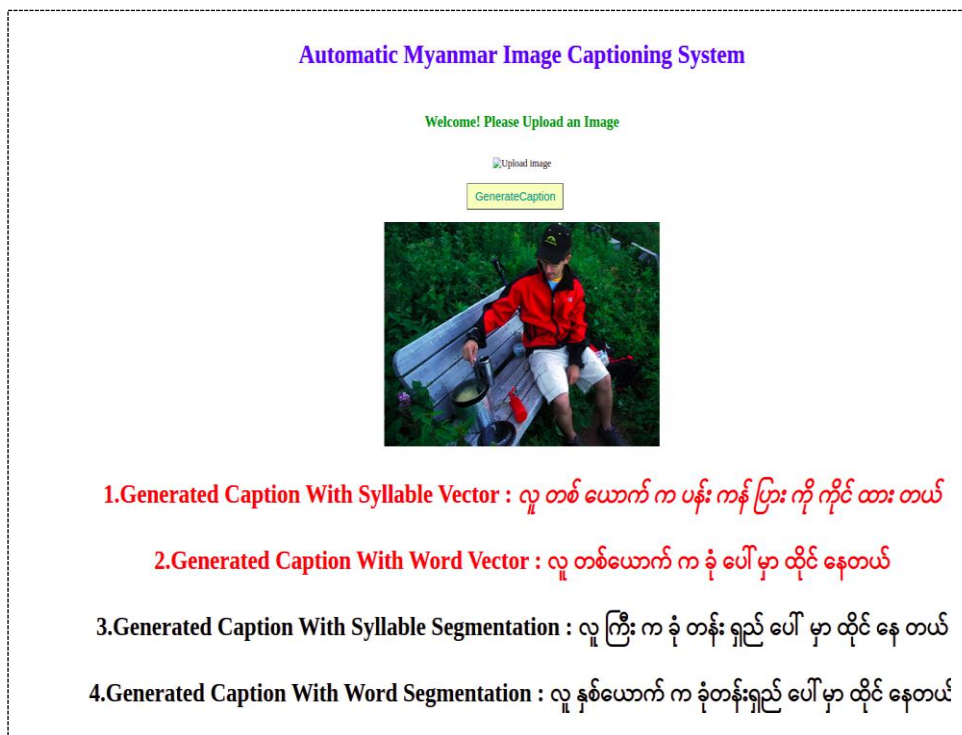 Automatic Myanmar Image Captioning System
Welcome! Please Upload an Image
Upload image
GenerateCaption
1.Generated Caption With Syllable Vector : လူ တစ် ယောက် က ပန်း ကန် ပြား ကို ကိုင် ထား တယ်
2.Generated Caption With Word Vector : လူ တစ်ယောက် က ခုံ ပေါ်မှာ ထိုင် နေတယ်
3.Generated Caption With Syllable Segmentation : လူ ကြီး က ခုံ တန်း ရှည် ပေါ် မှာ ထိုင် နေ တယ်
4.Generated Caption With Word Segmentation : လူ နှစ်ယောက် က ခုံတန်းရှည် ပေါ်မှာ ထိုင် နေတယ်